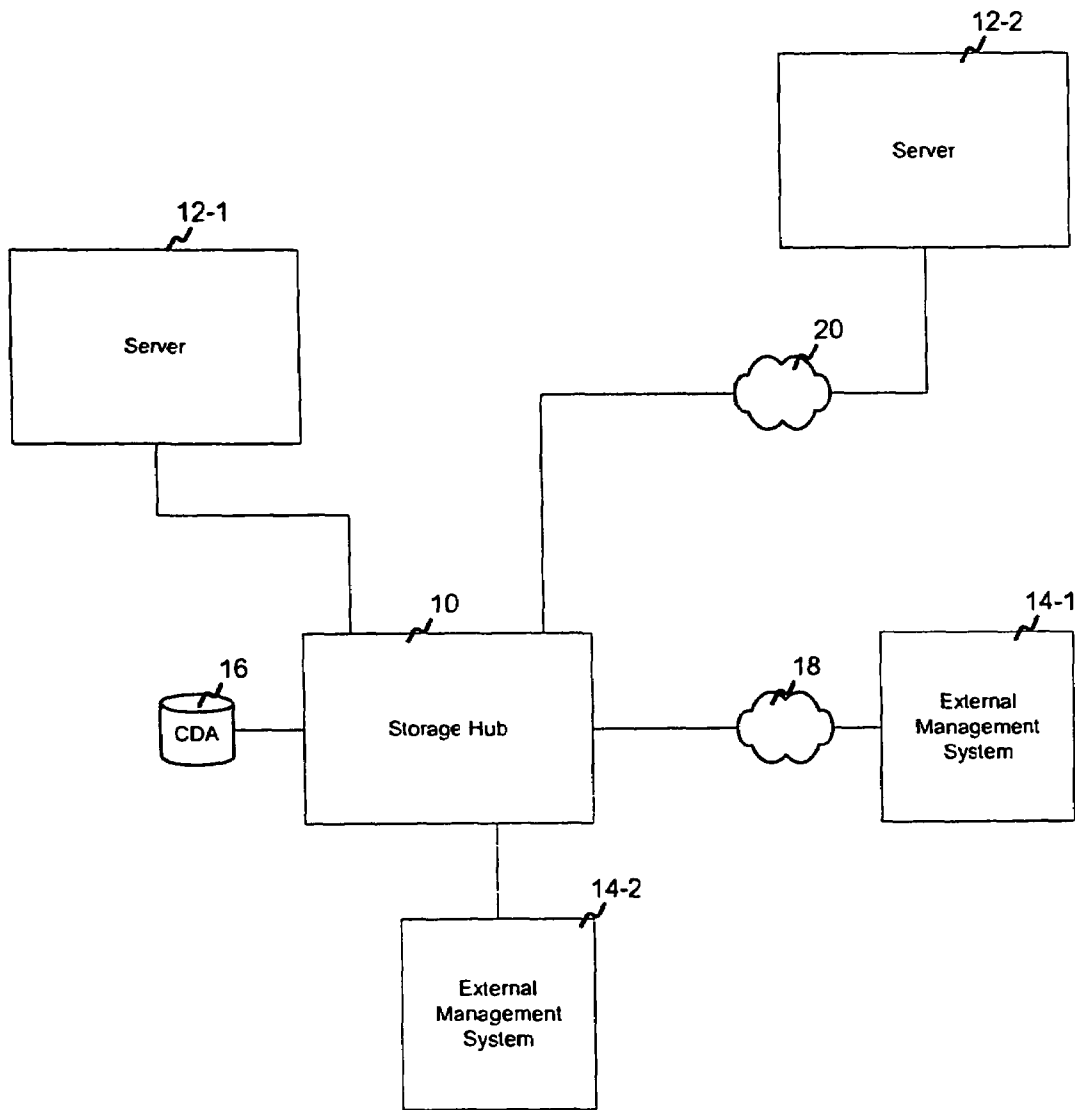 12-2
Server
12-1
Server
20
10
Storage Hub
16
CDA
18
14-1
External
Management
System
14-2
External
Management
System